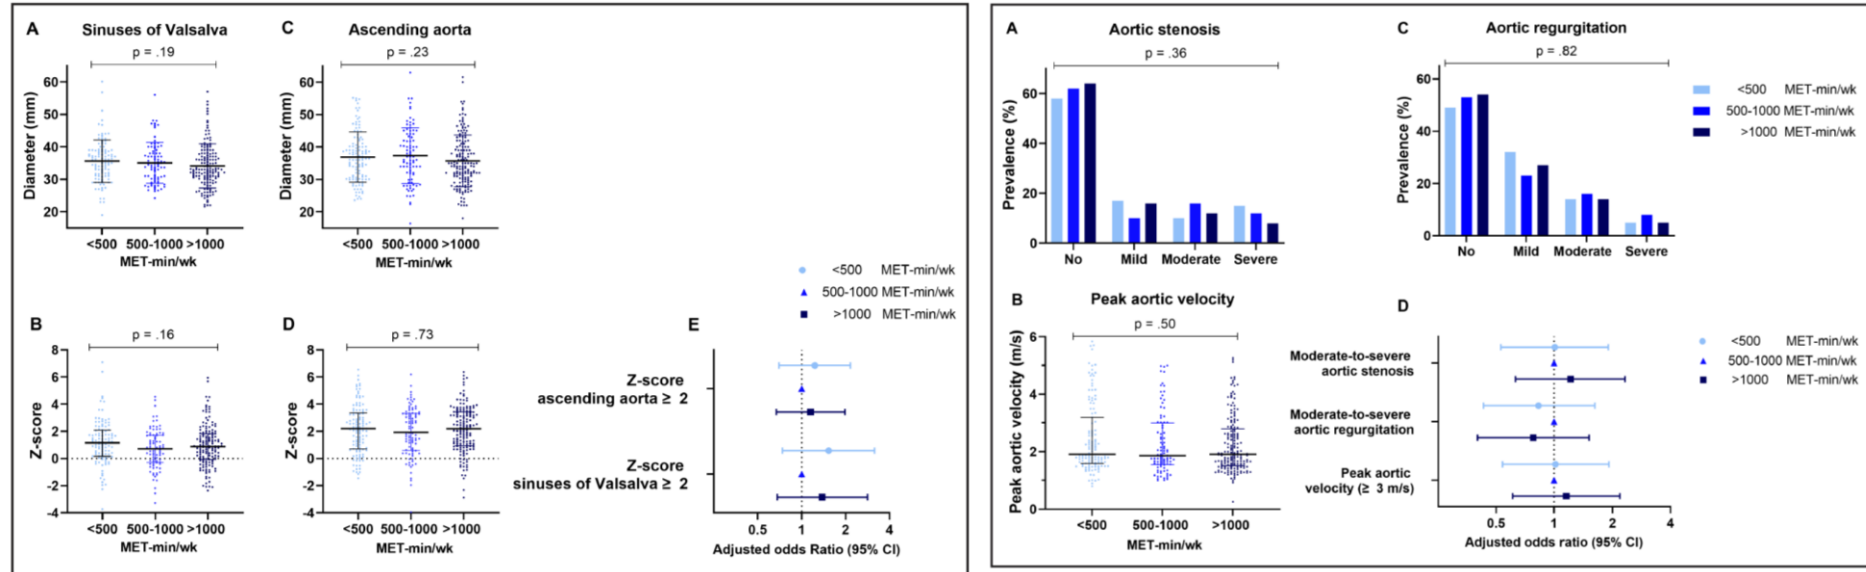 A
Sinuses of Valsalva
p = .19
Diameter (mm)
60
50
40
30
20
<500 500-1000 >1000
MET-min/wk
C
Ascending aorta
p = .23
Diameter (mm)
60
50
40
30
20
<500 500-1000 >1000
MET-min/wk
B
p = .16
Z-score
8
6
4
2
0
-2
-4
<500 500-1000 >1000
MET-min/wk
D
p = .73
Z-score
8
6
4
2
0
-2
-4
<500 500-1000 >1000
MET-min/wk
<500 MET-min/wk
500-1000 MET-min/wk
>1000 MET-min/wk
E
Z-score
ascending aorta ≥ 2
Z-score
sinuses of Valsalva ≥ 2
0.5 1 2 4
Adjusted odds Ratio (95% CI)
A
Aortic stenosis
p = .36
Prevalence (%)
60
40
20
0
No Mild Moderate Severe
C
Aortic regurgitation
p = .82
Prevalence (%)
60
40
20
0
No Mild Moderate Severe
<500 MET-min/wk
500-1000 MET-min/wk
>1000 MET-min/wk
B
Peak aortic velocity
p = .50
Peak aortic velocity (m/s)
6
4
2
0
<500 500-1000 >1000
MET-min/wk
D
Moderate-to-severe
aortic stenosis
Moderate-to-severe
aortic regurgitation
Peak aortic
velocity (≥ 3 m/s)
0.5 1 2 4
Adjusted odds ratio (95% CI)
<500 MET-min/wk
500-1000 MET-min/wk
>1000 MET-min/wk